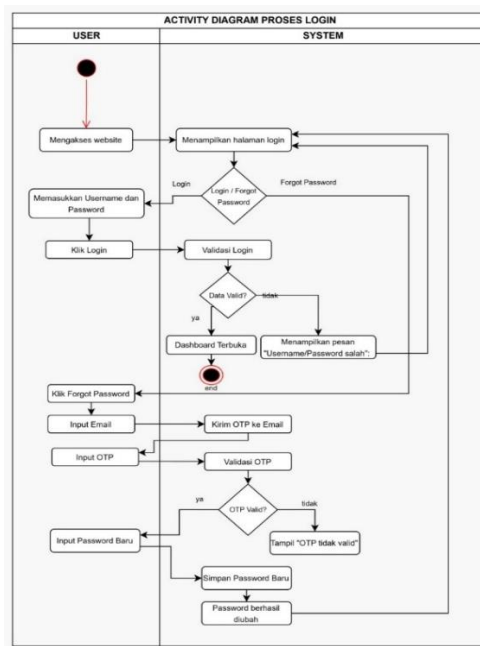 ACTIVITY DIAGRAM PROSES LOGIN
USER
SYSTEM
Mengakses website
Menampilkan halaman login
Login
Login / Forgot
Password
Forgot Password
Memasukkan Username dan
Password
Klik Login
Validasi Login
Data Valid?
tidak
ya
Dashboard Terbuka
Menampilkan pesan
"Username/Password salah":
end
Klik Forgot Password
Input Email
Kirim OTP ke Email
Input OTP
Validasi OTP
ya
OTP Valid?
tidak
Input Password Baru
Tampil "OTP tidak valid"
Simpan Password Baru
Password berhasil
diubah